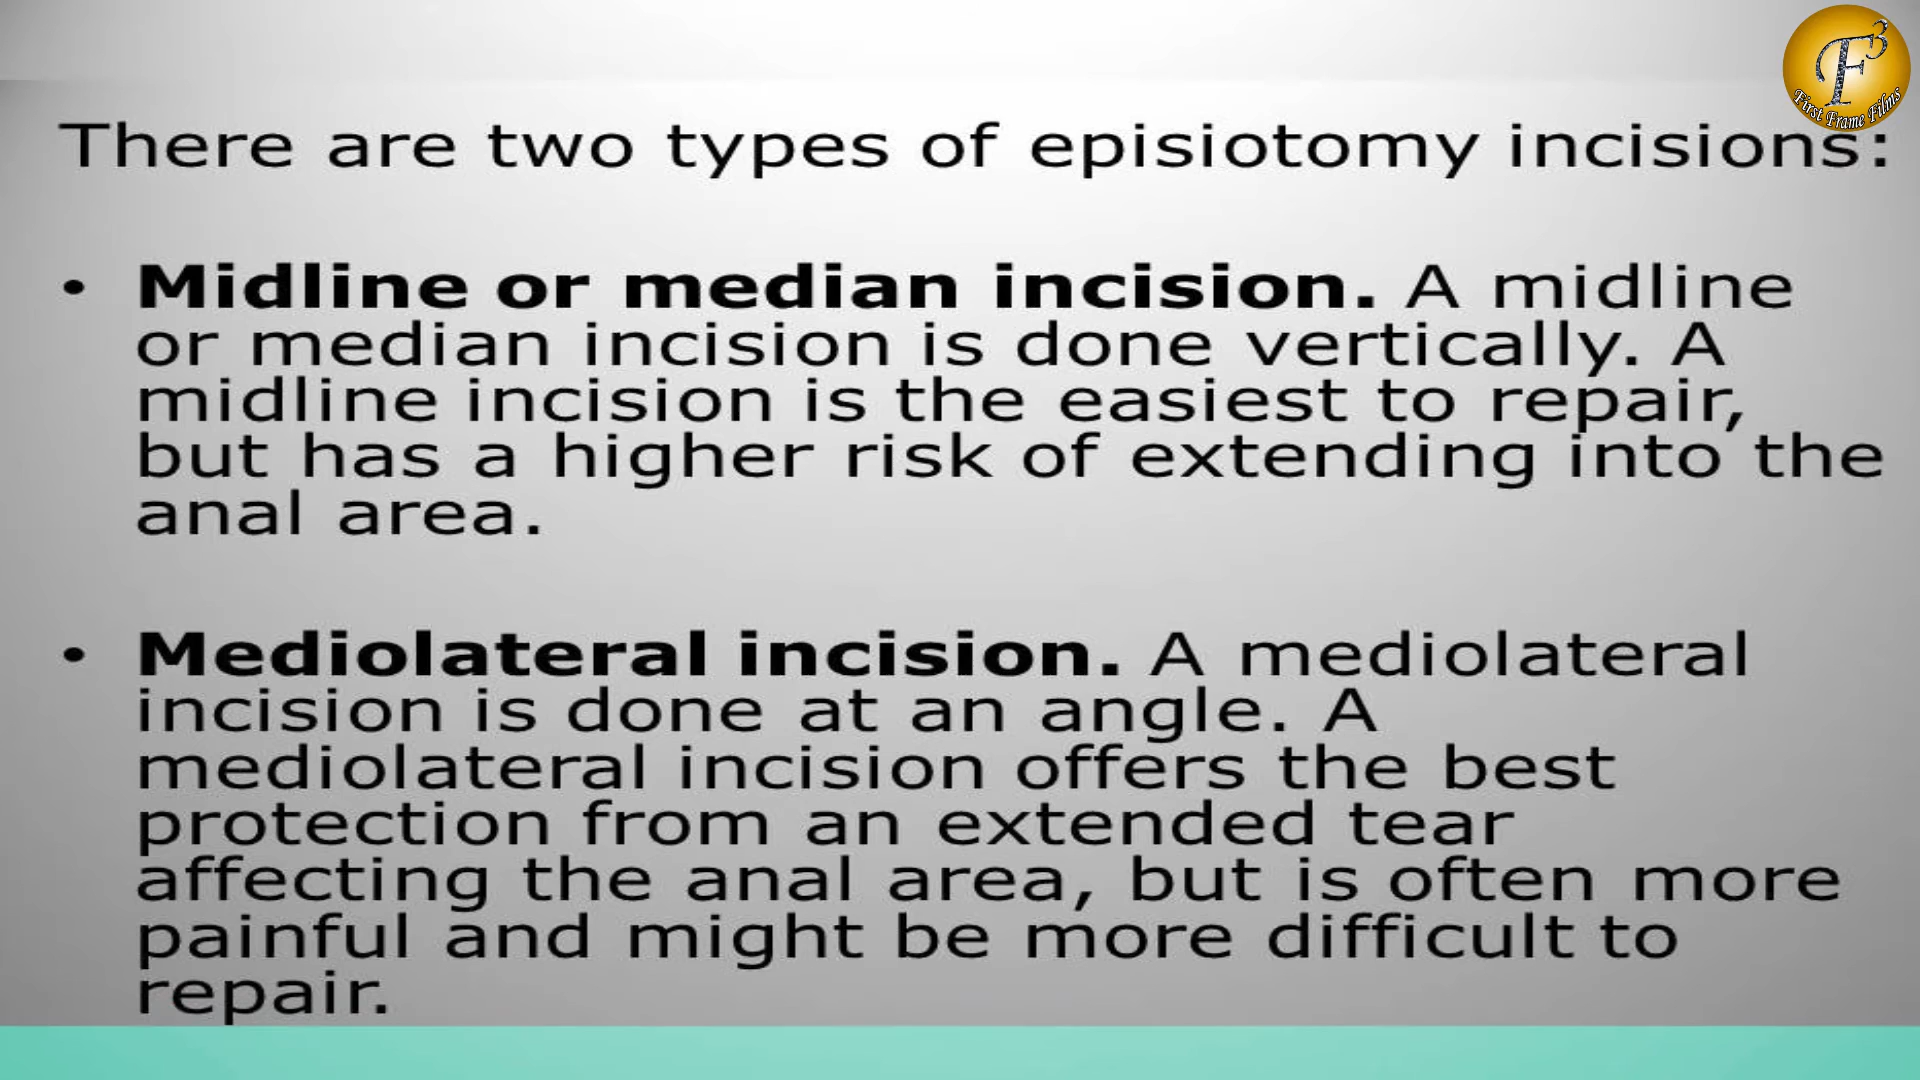 F3
First Frame Films
There are two types of episiotomy incisions:
• Midline or median incision. A midline
or median incision is done vertically. A
midline incision is the easiest to repair,
but has a higher risk of extending into the
anal area.
• Mediolateral incision. A mediolateral
incision is done at an angle. A
mediolateral incision offers the best
protection from an extended tear
affecting the anal area, but is often more
painful and might be more difficult to
repair.